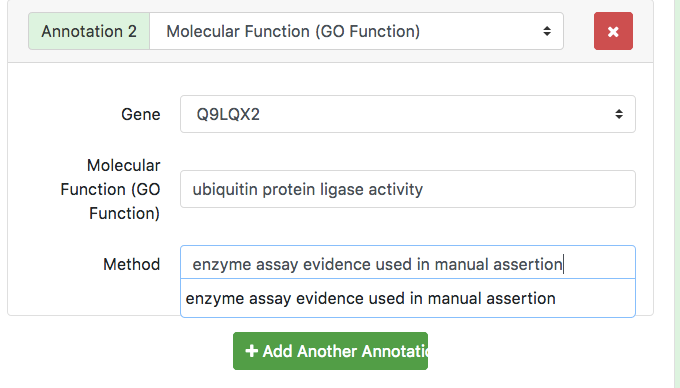 Annotation 2 Molecular Function (GO Function)
Gene Q9LQX2
Molecular
Function (GO
Function)
ubiquitin protein ligase activity
Method enzyme assay evidence used in manual assertion
enzyme assay evidence used in manual assertion
Add Another Annotatio